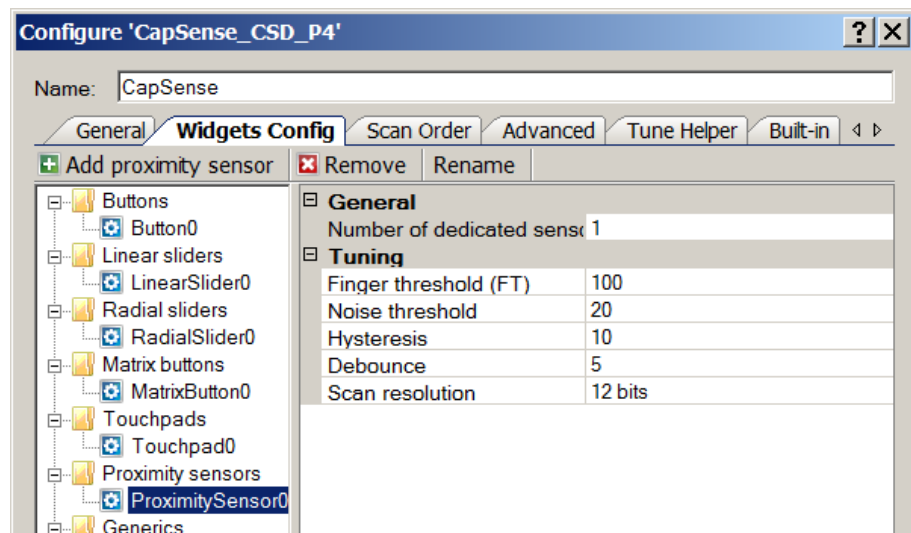 Configure 'CapSense_CSD_P4'
Name: CapSense
General Widgets Config Scan Order Advanced Tune Helper Built-in
Add proximity sensor Remove Rename
Buttons
Button0
Linear sliders
LinearSlider0
Radial sliders
RadialSlider0
Matrix buttons
MatrixButton0
Touchpads
Touchpad0
Proximity sensors
ProximitySensor0
Generics
General
Number of dedicated senso 1
Tuning
Finger threshold (FT) 100
Noise threshold 20
Hysteresis 10
Debounce 5
Scan resolution 12 bits